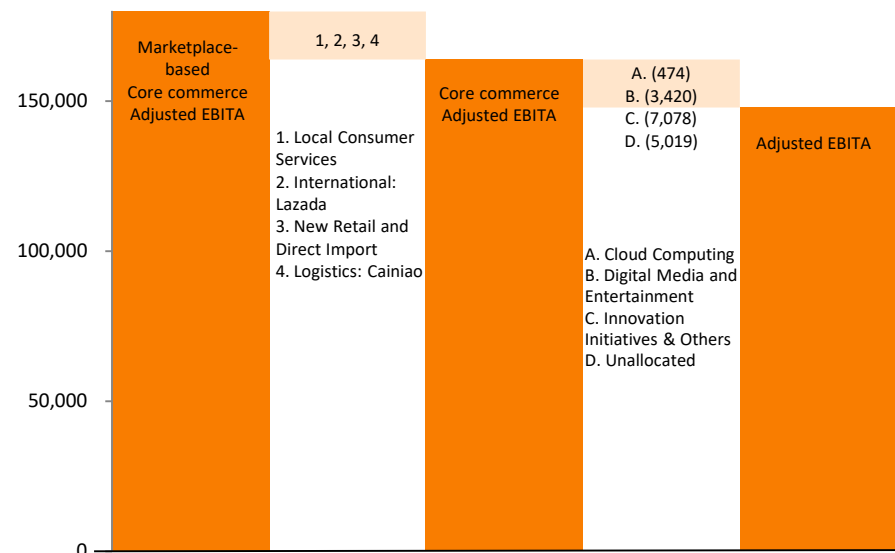 150,000
100,000
50,000
0
Marketplace-
based
Core commerce
Adjusted EBITA
1, 2, 3, 4
1. Local Consumer
Services
2. International:
Lazada
3. New Retail and
Direct Import
4. Logistics: Cainiao
Core commerce
Adjusted EBITA
A. (474)
B. (3,420)
C. (7,078)
D. (5,019)
A. Cloud Computing
B. Digital Media and
Entertainment
C. Innovation
Initiatives & Others
D. Unallocated
Adjusted EBITA